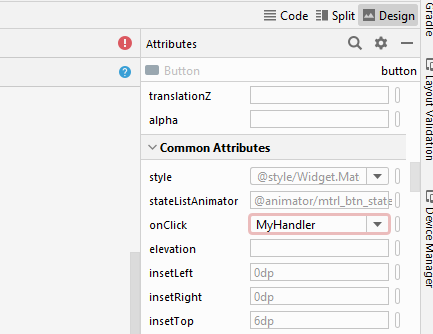 Code Split Design
Attributes
Button button
translationZ
alpha
Common Attributes
style @style/Widget.Mat
stateListAnimator @animator/mtrl_btn_state
onClick MyHandler
elevation
insetLeft 0dp
insetRight 0dp
insetTop 6dp
Gradle
Layout Validation
Device Manager